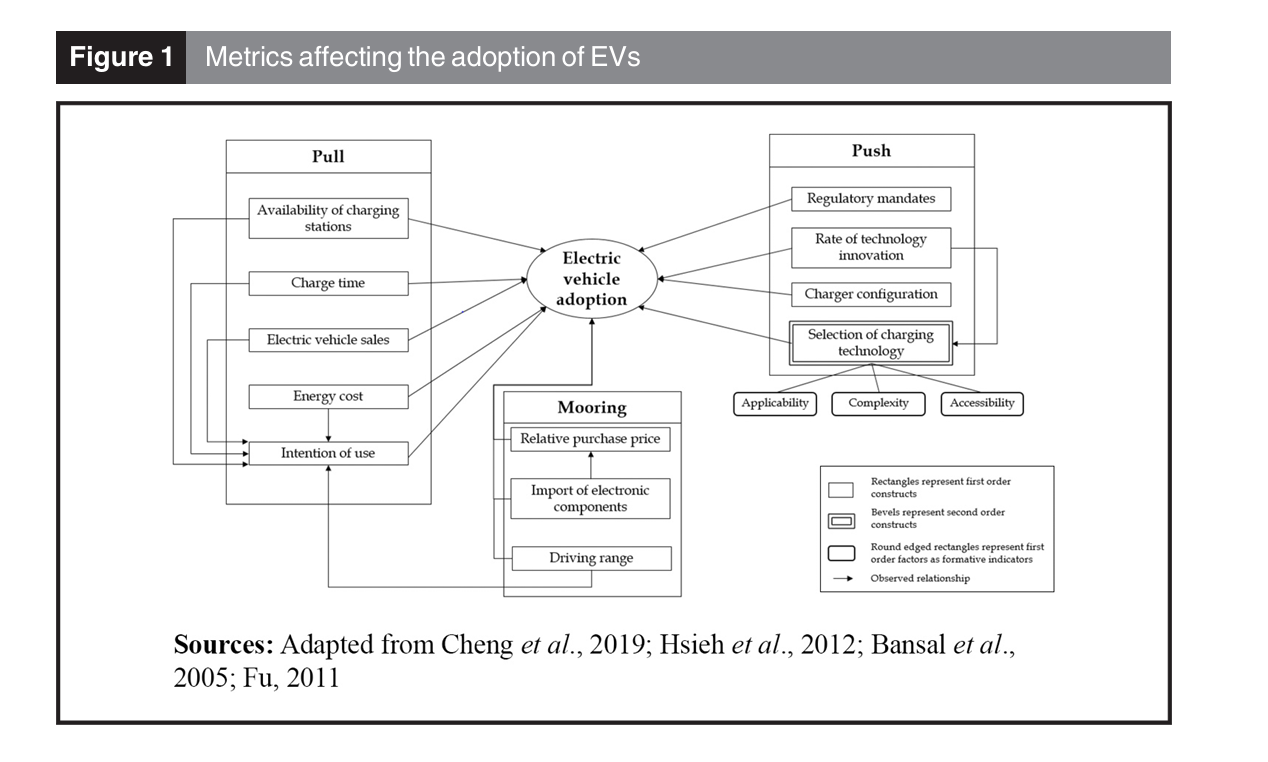 Figure 1 Metrics affecting the adoption of EVs
Pull
Availability of charging
stations
Charge time
Electric vehicle sales
Energy cost
Intention of use
Electric
vehicle
adoption
Mooring
Relative purchase price
Import of electronic
components
Driving range
Push
Regulatory mandates
Rate of technology
innovation
Charger configuration
Selection of charging
technology
Applicability
Complexity
Accessibility
Rectangles represent first order
constructs
Bevels represent second order
constructs
Round edged rectangles represent first
order factors as formative indicators
Observed relationship
Sources: Adapted from Cheng et al., 2019; Hsieh et al., 2012; Bansal et al.,
2005; Fu, 2011